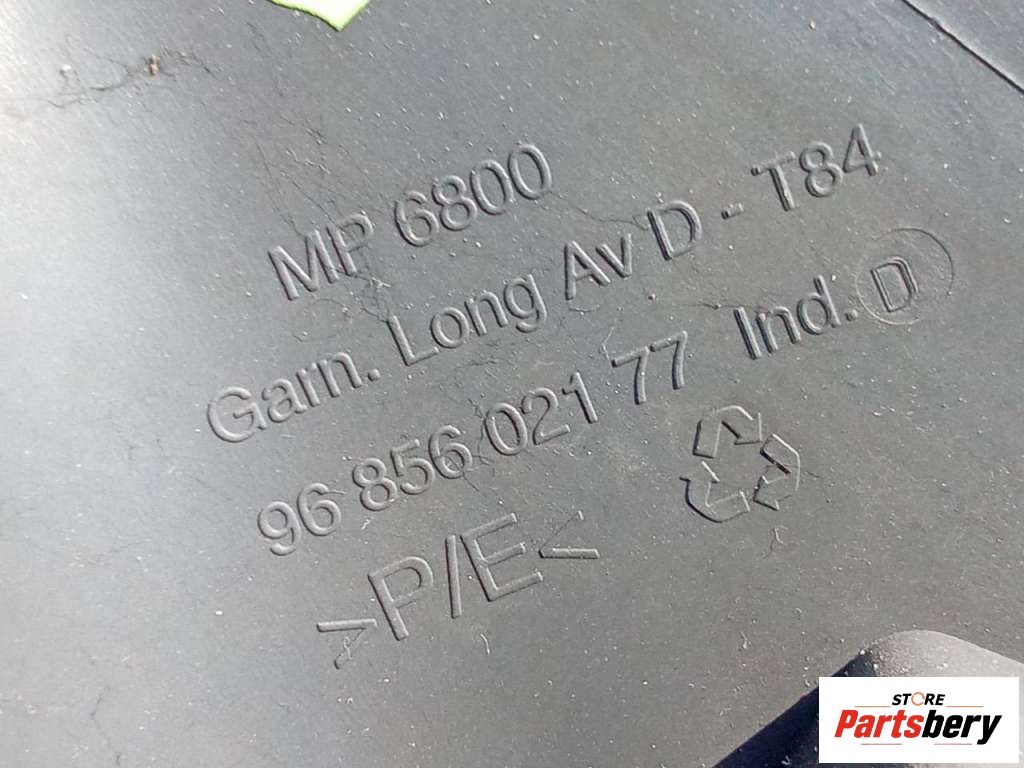 MP 6800
Garn. Long Av D - T84
96 856 021 77 Ind. D
>P/E<
STORE
Partsbery